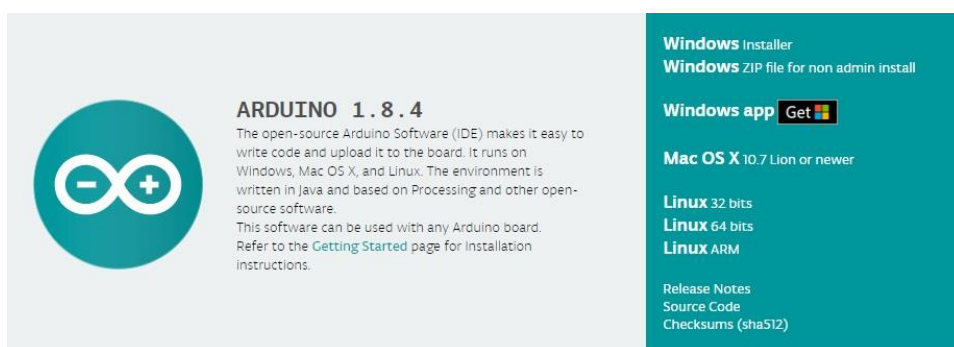 ARDUINO 1.8.4
The open-source Arduino Software (IDE) makes it easy to
write code and upload it to the board. It runs on
Windows, Mac OS X, and Linux. The environment is
written in Java and based on Processing and other open-
source software.
This software can be used with any Arduino board.
Refer to the Getting Started page for Installation
instructions.
Windows Installer
Windows ZIP file for non admin install
Windows app Get
Mac OS X 10.7 Lion or newer
Linux 32 bits
Linux 64 bits
Linux ARM
Release Notes
Source Code
Checksums (sha512)